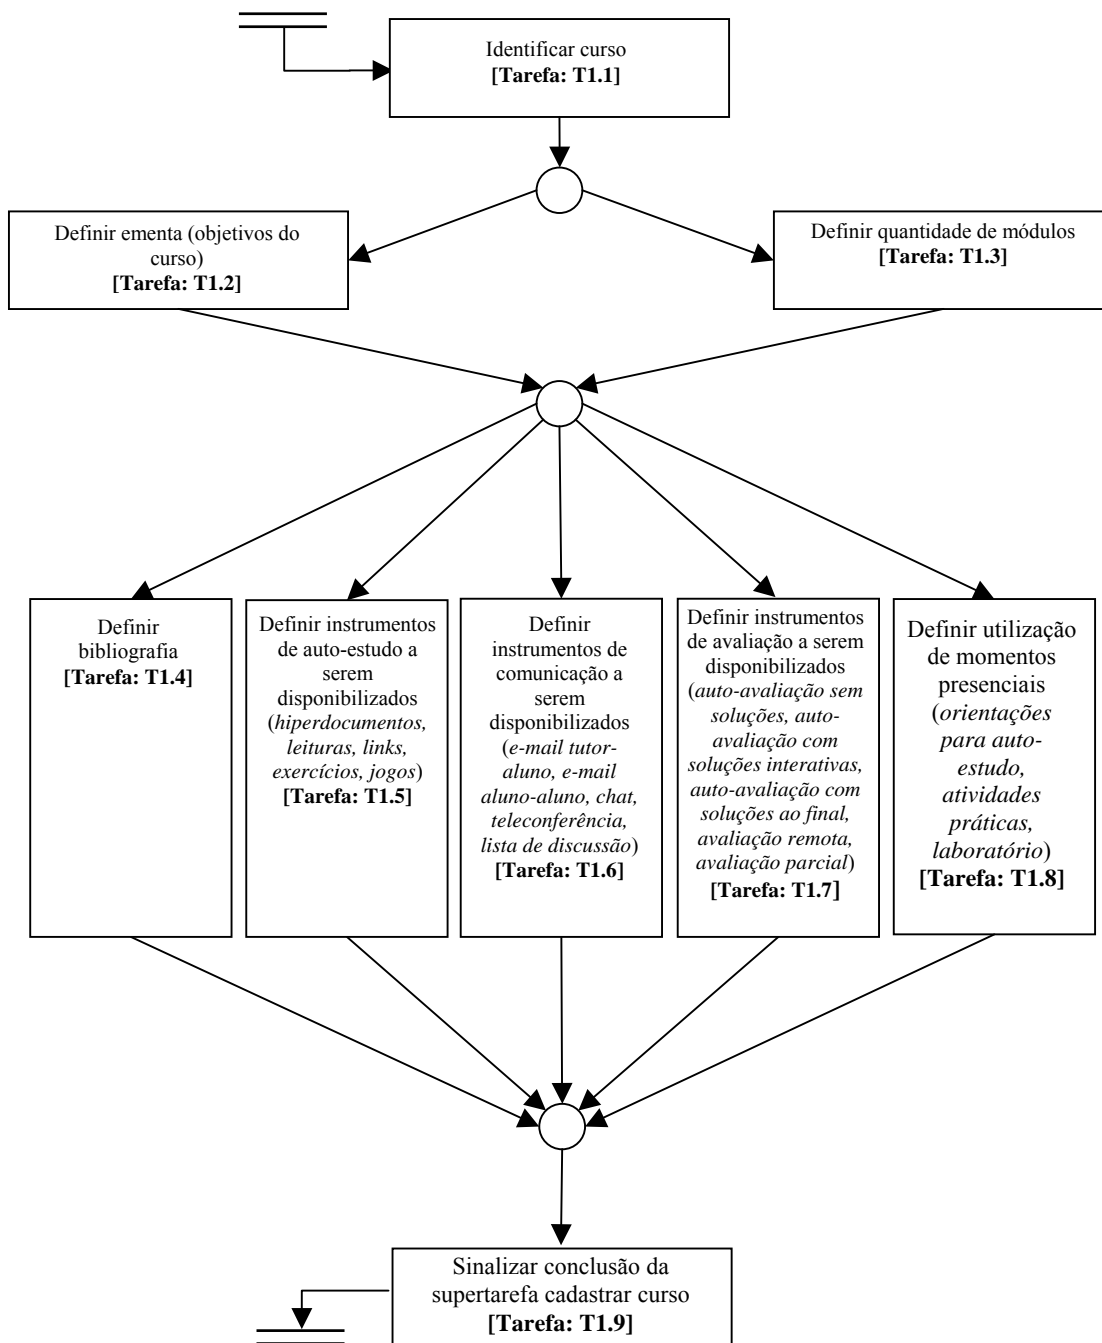 Identificar curso
[Tarefa: T1.1]
Definir ementa (objetivos do
curso)
[Tarefa: T1.2]
Definir quantidade de módulos
[Tarefa: T1.3]
Definir
bibliografia
[Tarefa: T1.4]
Definir instrumentos
de auto-estudo a
serem
disponibilizados
(hiperdocumentos,
leituras, links,
exercícios, jogos)
[Tarefa: T1.5]
Definir
instrumentos de
comunicação a
serem
disponibilizados
(e-mail tutor-
aluno, e-mail
aluno-aluno, chat,
teleconferência,
lista de discussão)
[Tarefa: T1.6]
Definir instrumentos
de avaliação a serem
disponibilizados
(auto-avaliação sem
soluções, auto-
avaliação com
soluções interativas,
auto-avaliação com
soluções ao final,
avaliação remota,
avaliação parcial)
[Tarefa: T1.7]
Definir utilização
de momentos
presenciais
(orientações
para auto-
estudo,
atividades
práticas,
laboratório)
[Tarefa: T1.8]
Sinalizar conclusão da
supertarefa cadastrar curso
[Tarefa: T1.9]